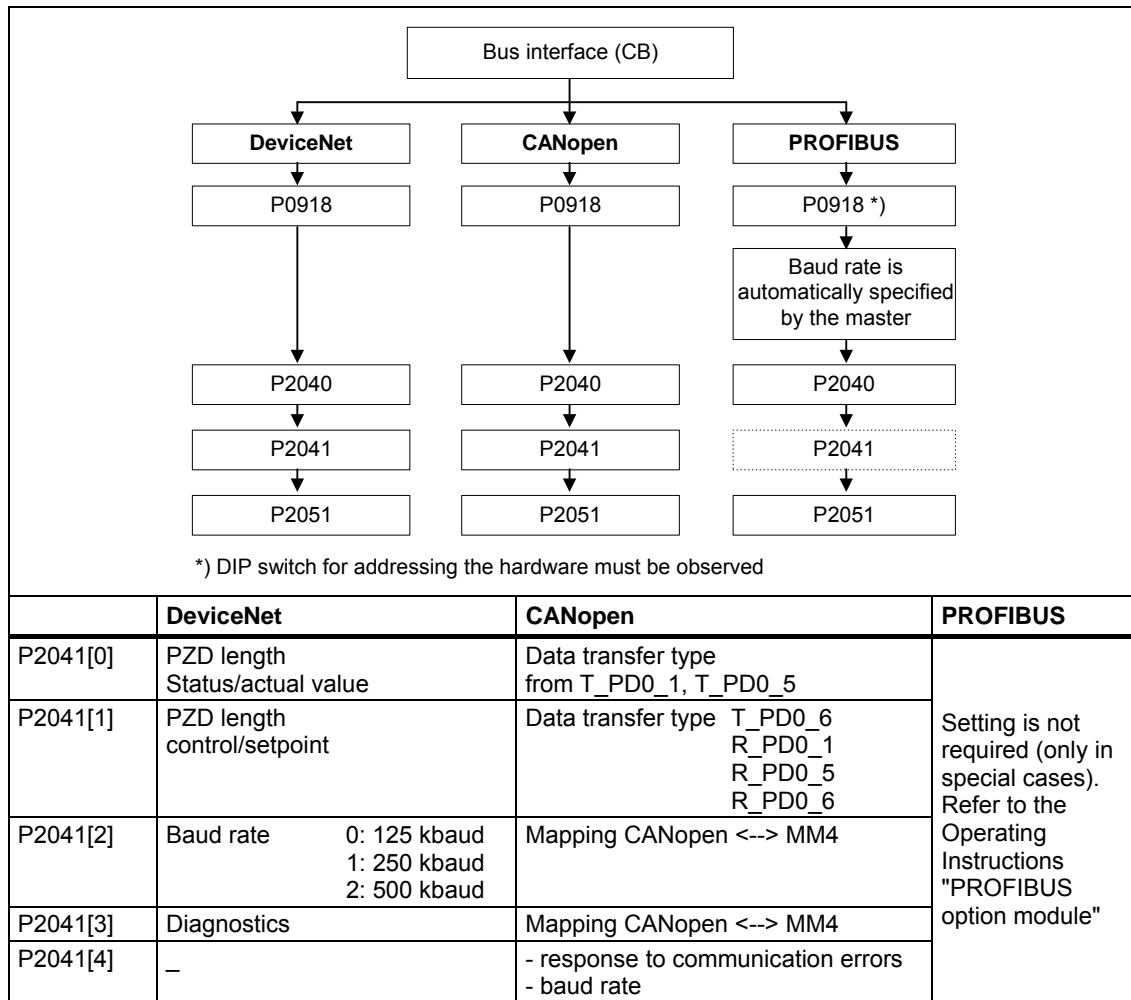 Bus interface (CB)
DeviceNet CANopen PROFIBUS
P0918 P0918 P0918 *)
Baud rate is
automatically specified
by the master
P2040 P2040 P2040
P2041 P2041 P2041
P2051 P2051 P2051
*) DIP switch for addressing the hardware must be observed
DeviceNet CANopen PROFIBUS
P2041[0] PZD length Data transfer type
Status/actual value from T_PD0_1, T_PD0_5
P2041[1] PZD length Data transfer type T_PD0_6
control/setpoint R_PD0_1
R_PD0_5
R_PD0_6
P2041[2] Baud rate 0: 125 kbaud Mapping CANopen <--> MM4
1: 250 kbaud
2: 500 kbaud
P2041[3] Diagnostics Mapping CANopen <--> MM4
P2041[4] _ - response to communication errors
- baud rate
Setting is not
required (only in
special cases).
Refer to the
Operating
Instructions
"PROFIBUS
option module"